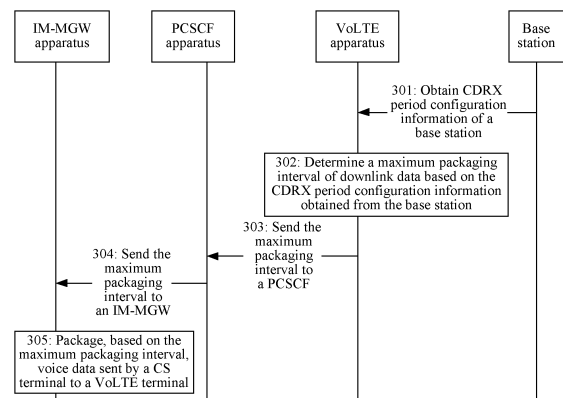 IM-MGW
apparatus
PCSCF
apparatus
VoLTE
apparatus
Base
station
301: Obtain CDRX
period configuration
information of a
base station
302: Determine a maximum packaging
interval of downlink data based on the
CDRX period configuration information
obtained from the base station
303: Send the
maximum
packaging
interval to
a PCSCF
304: Send the
maximum
packaging
interval to
an IM-MGW
305: Package, based on the
maximum packaging interval,
voice data sent by a CS
terminal to a VoLTE terminal